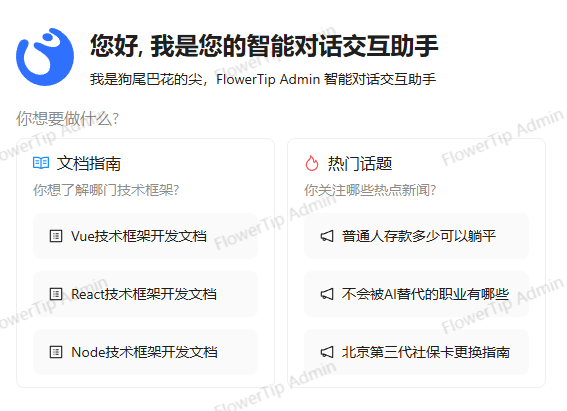 您好, 我是您的智能对话交互助手
我是狗尾巴花的尖，FlowerTip Admin 智能对话交互助手
你想要做什么?
文档指南
你想了解哪门技术框架?
Vue技术框架开发文档
React技术框架开发文档
Node技术框架开发文档
热门话题
你关注哪些热点新闻?
普通人存款多少可以躺平
不会被AI替代的职业有哪些
北京第三代社保卡更换指南
FlowerTip Admin
FlowerTip Admin
FlowerTip Admin
FlowerTip Admin
FlowerTip Admin
FlowerTip Admin
FlowerTip Admin